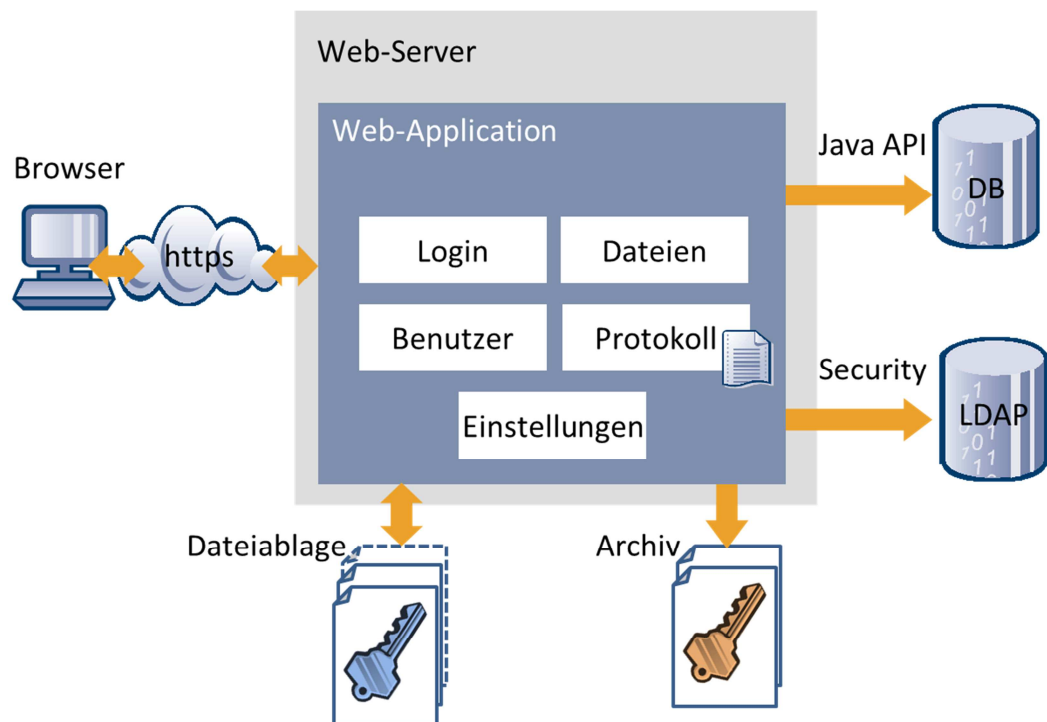 Web-Server
Web-Application
Browser
https
Login
Dateien
Benutzer
Protokoll
Einstellungen
Java API
DB
Security
LDAP
Dateiablage
Archiv